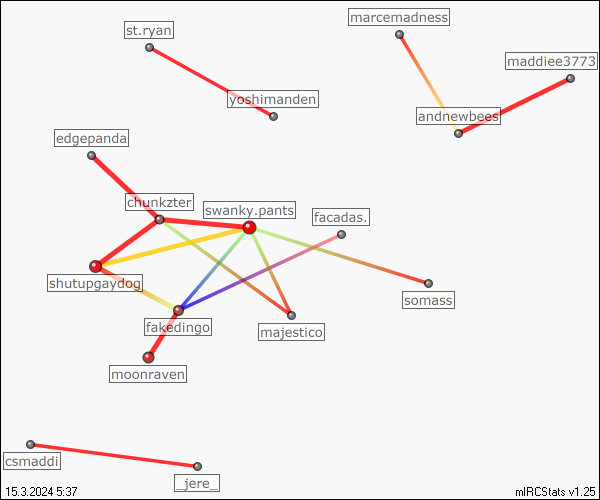 marcemadness
st.ryan
maddiee3773
yoshimanden
andnewbees
edgepanda
chunkzter
swanky.pants
facadas.
shutupgaydog
somass
fakedingo
majestico
moonraven
csmaddi
_jere_
15.3.2024 5:37
mIRCStats v1.25